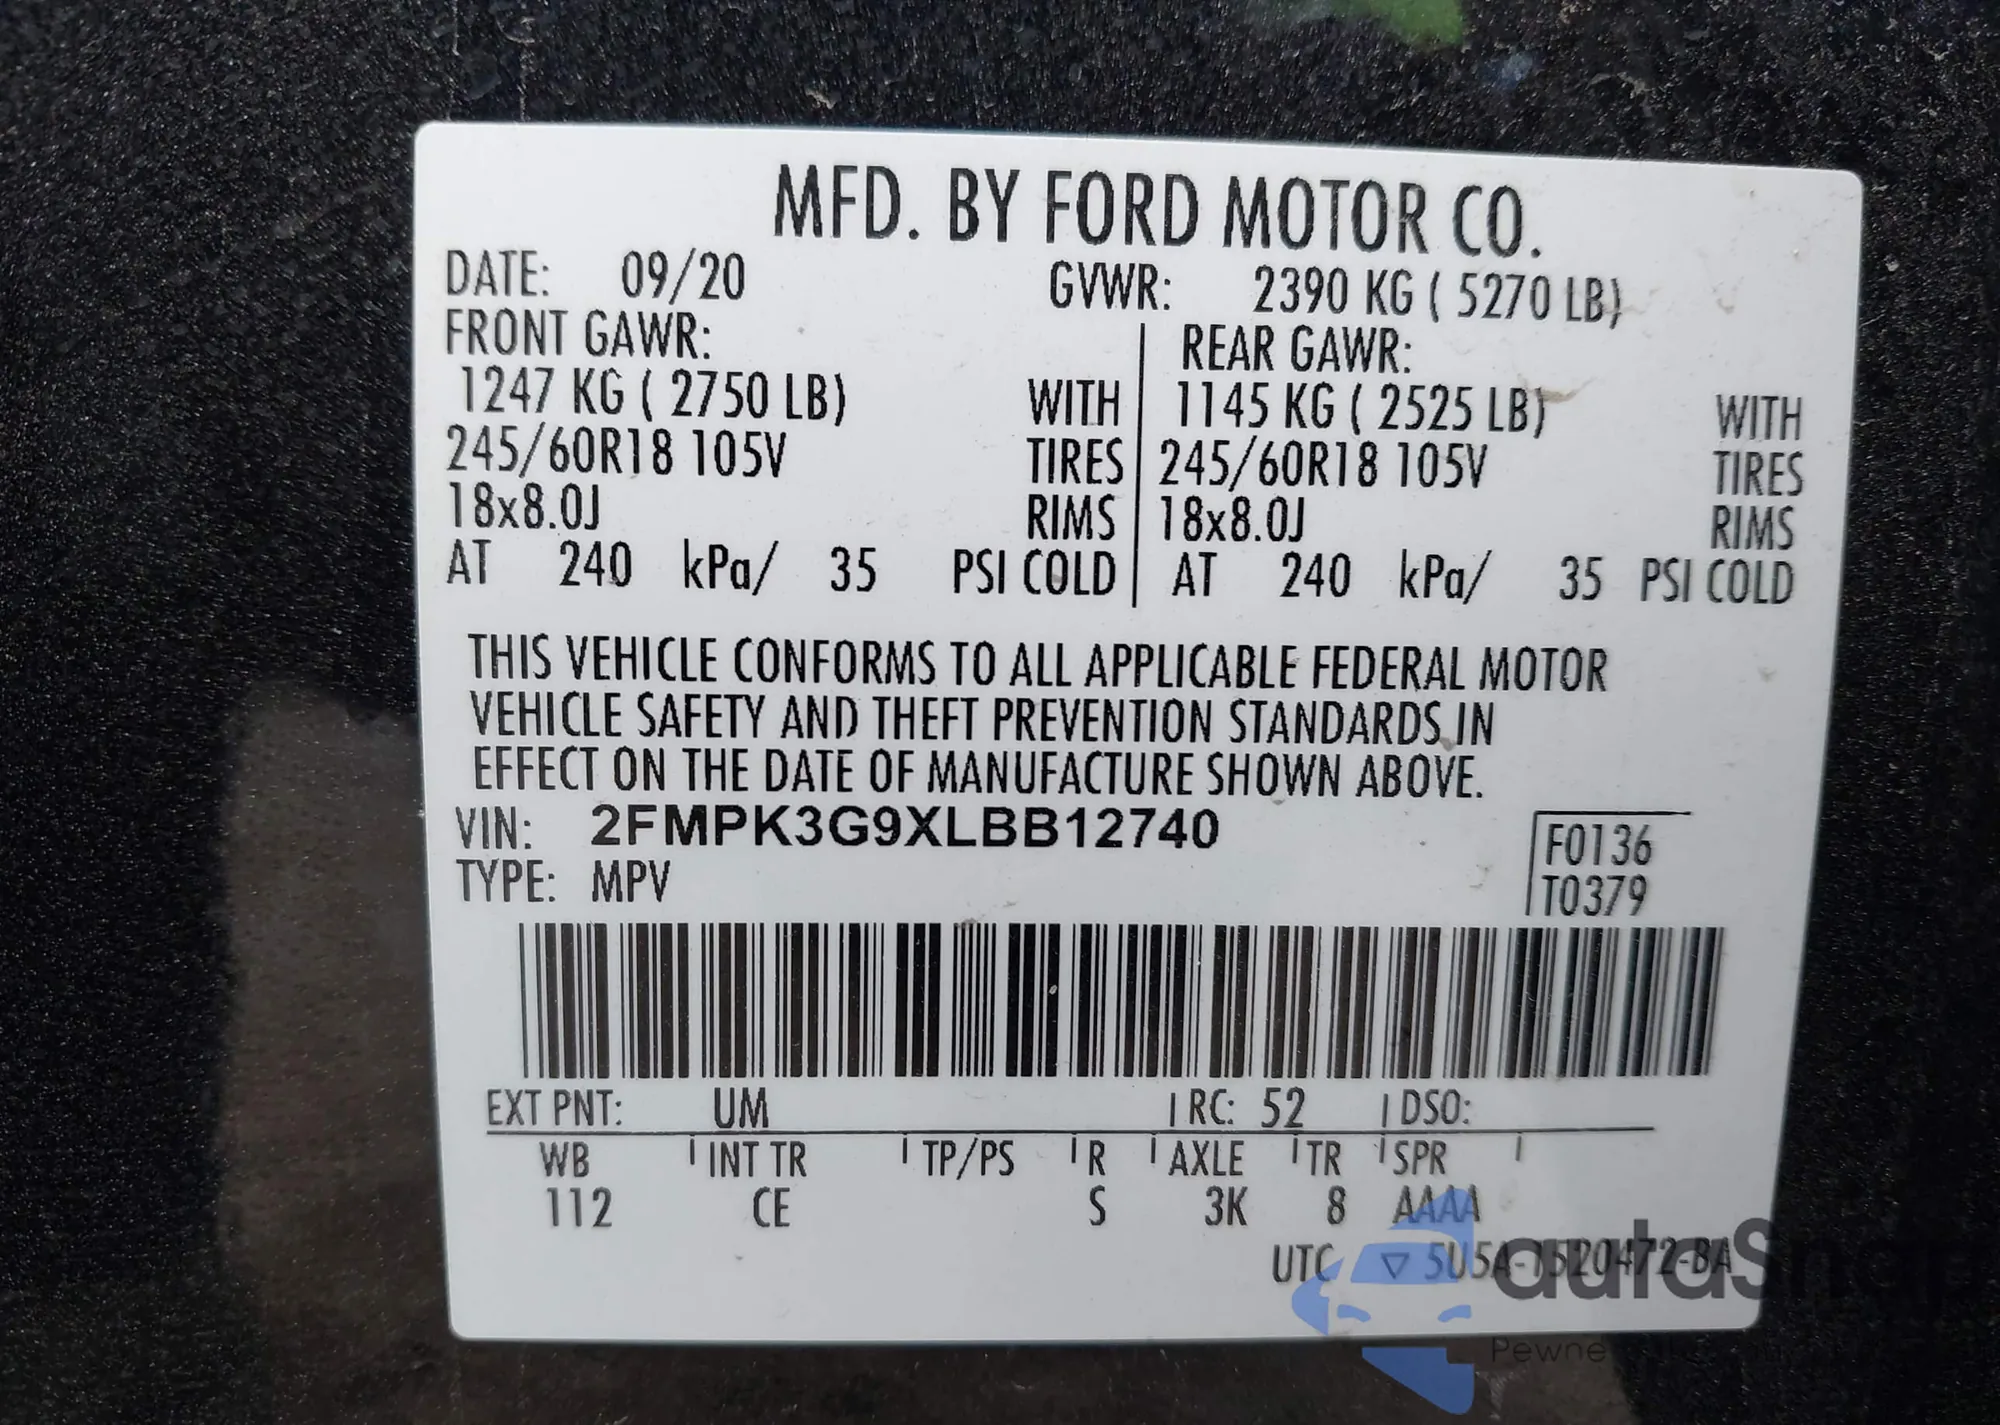 MFD. BY FORD MOTOR CO.
DATE: 09/20 GVWR: 2390 KG ( 5270 LB)
FRONT GAWR: REAR GAWR:
1247 KG ( 2750 LB) WITH 1145 KG ( 2525 LB) WITH
245/60R18 105V TIRES 245/60R18 105V TIRES
18x8.0J RIMS 18x8.0J RIMS
AT 240 kPa/ 35 PSI COLD AT 240 kPa/ 35 PSI COLD
THIS VEHICLE CONFORMS TO ALL APPLICABLE FEDERAL MOTOR
VEHICLE SAFETY AND THEFT PREVENTION STANDARDS IN
EFFECT ON THE DATE OF MANUFACTURE SHOWN ABOVE.
VIN: 2FMPK3G9XLBB12740
F0136
TYPE: MPV
T0379
EXT PNT: UM RC: 52 DSO:
WB INT TR TP/PS R AXLE TR SPR
112 CE S 3K 8 AAAA
UTC ▽ 5U5A-1520472-BA
autaSnap
Pewne